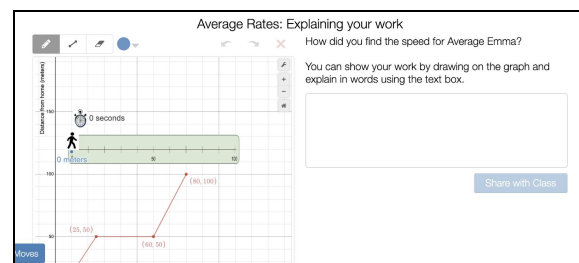 Average Rates: Explaining your work
How did you find the speed for Average Emma?
You can show your work by drawing on the graph and
explain in words using the text box.
Share with Class
Distance from home (meters)
150
0 seconds
0 meters
50
100
100
(80, 100)
(25, 50)
50
(60, 50)
Moves